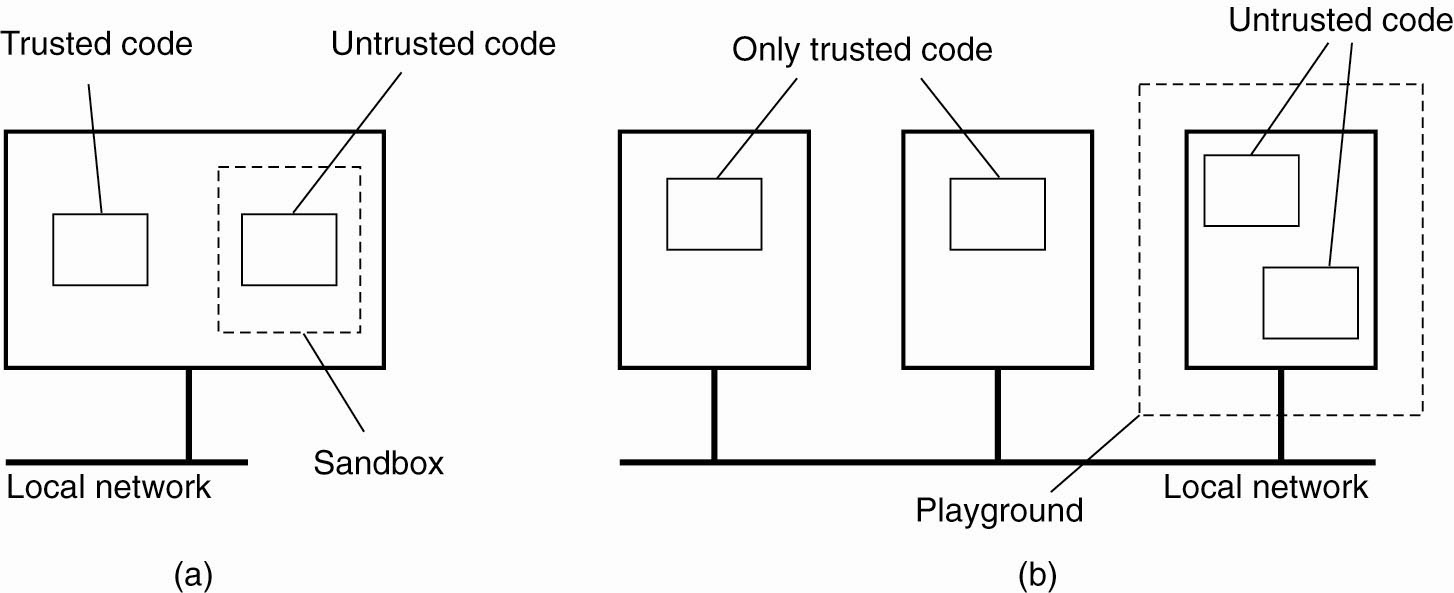 Trusted code
Untrusted code
Sandbox
Local network
(a)
Only trusted code
Untrusted code
Playground
Local network
(b)